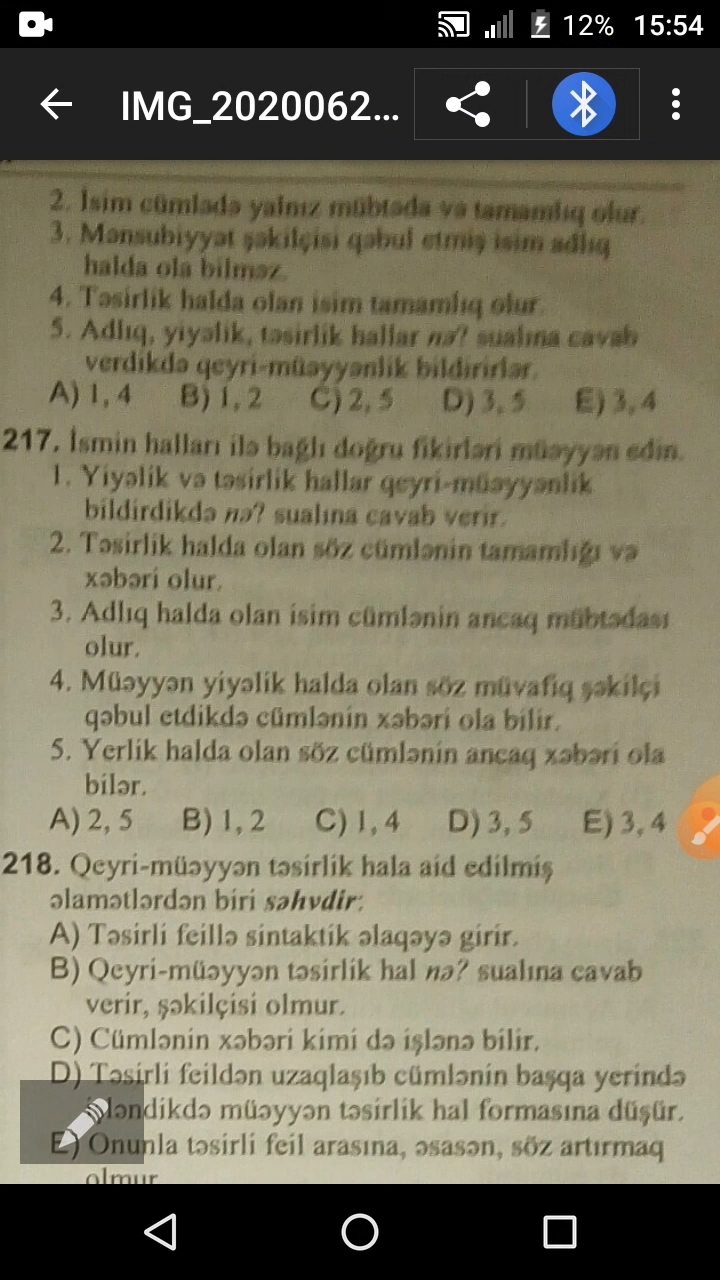 12% 15:54
IMG_2020062...
2. İsim cümlədə yalnız mübtəda və tamamlıq olur.
3. Mənsubiyyət şəkilçisi qəbul etmiş isim adlıq
halda ola bilməz.
4. Təsirlik halda olan isim tamamlıq olur.
5. Adlıq, yiyəlik, təsirlik hallar nə? sualına cavab
verdikdə qeyri-müəyyənlik bildirirlər.
A) 1, 4 B) 1, 2 C) 2, 5 D) 3, 5 E) 3, 4
217. İsmin halları ilə bağlı doğru fikirləri müəyyən edin.
1. Yiyəlik və təsirlik hallar qeyri-müəyyənlik
bildirdikdə nə? sualına cavab verir.
2. Təsirlik halda olan söz cümlənin tamamlığı və
xəbəri olur.
3. Adlıq halda olan isim cümlənin ancaq mübtədası
olur.
4. Müəyyən yiyəlik halda olan söz müvafiq şəkilçi
qəbul etdikdə cümlənin xəbəri ola bilir.
5. Yerlik halda olan söz cümlənin ancaq xəbəri ola
bilər.
A) 2, 5 B) 1, 2 C) 1, 4 D) 3, 5 E) 3, 4
218. Qeyri-müəyyən təsirlik hala aid edilmiş
əlamətlərdən biri səhvdir:
A) Təsirli feillə sintaktik əlaqəyə girir.
B) Qeyri-müəyyən təsirlik hal nə? sualına cavab
verir, şəkilçisi olmur.
C) Cümlənin xəbəri kimi də işlənə bilir.
D) Təsirli feildən uzaqlaşıb cümlənin başqa yerində
işləndikdə müəyyən təsirlik hal formasına düşür.
E) Onunla təsirli feil arasına, əsasən, söz artırmaq
olmur